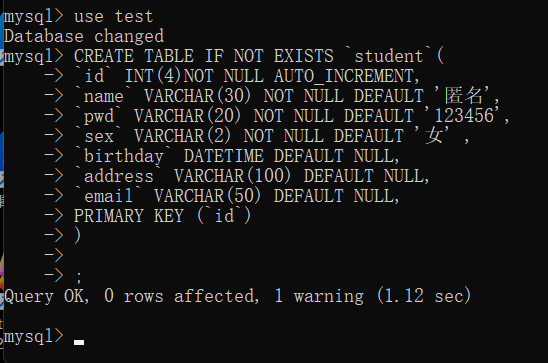 mysql> use test
Database changed
mysql> CREATE TABLE IF NOT EXISTS `student`(
    -> `id` INT(4)NOT NULL AUTO_INCREMENT,
    -> `name` VARCHAR(30) NOT NULL DEFAULT '匿名',
    -> `pwd` VARCHAR(20) NOT NULL DEFAULT '123456',
    -> `sex` VARCHAR(2) NOT NULL DEFAULT '女' ,
    -> `birthday` DATETIME DEFAULT NULL,
    -> `address` VARCHAR(100) DEFAULT NULL,
    -> `email` VARCHAR(50) DEFAULT NULL,
    -> PRIMARY KEY (`id`)
    -> )
    ->
    -> ;
Query OK, 0 rows affected, 1 warning (1.12 sec)
mysql>